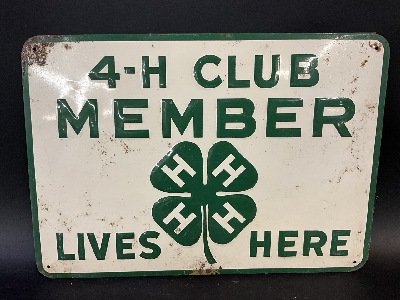 4-H CLUB
MEMBER
H H
H H
LIVES HERE